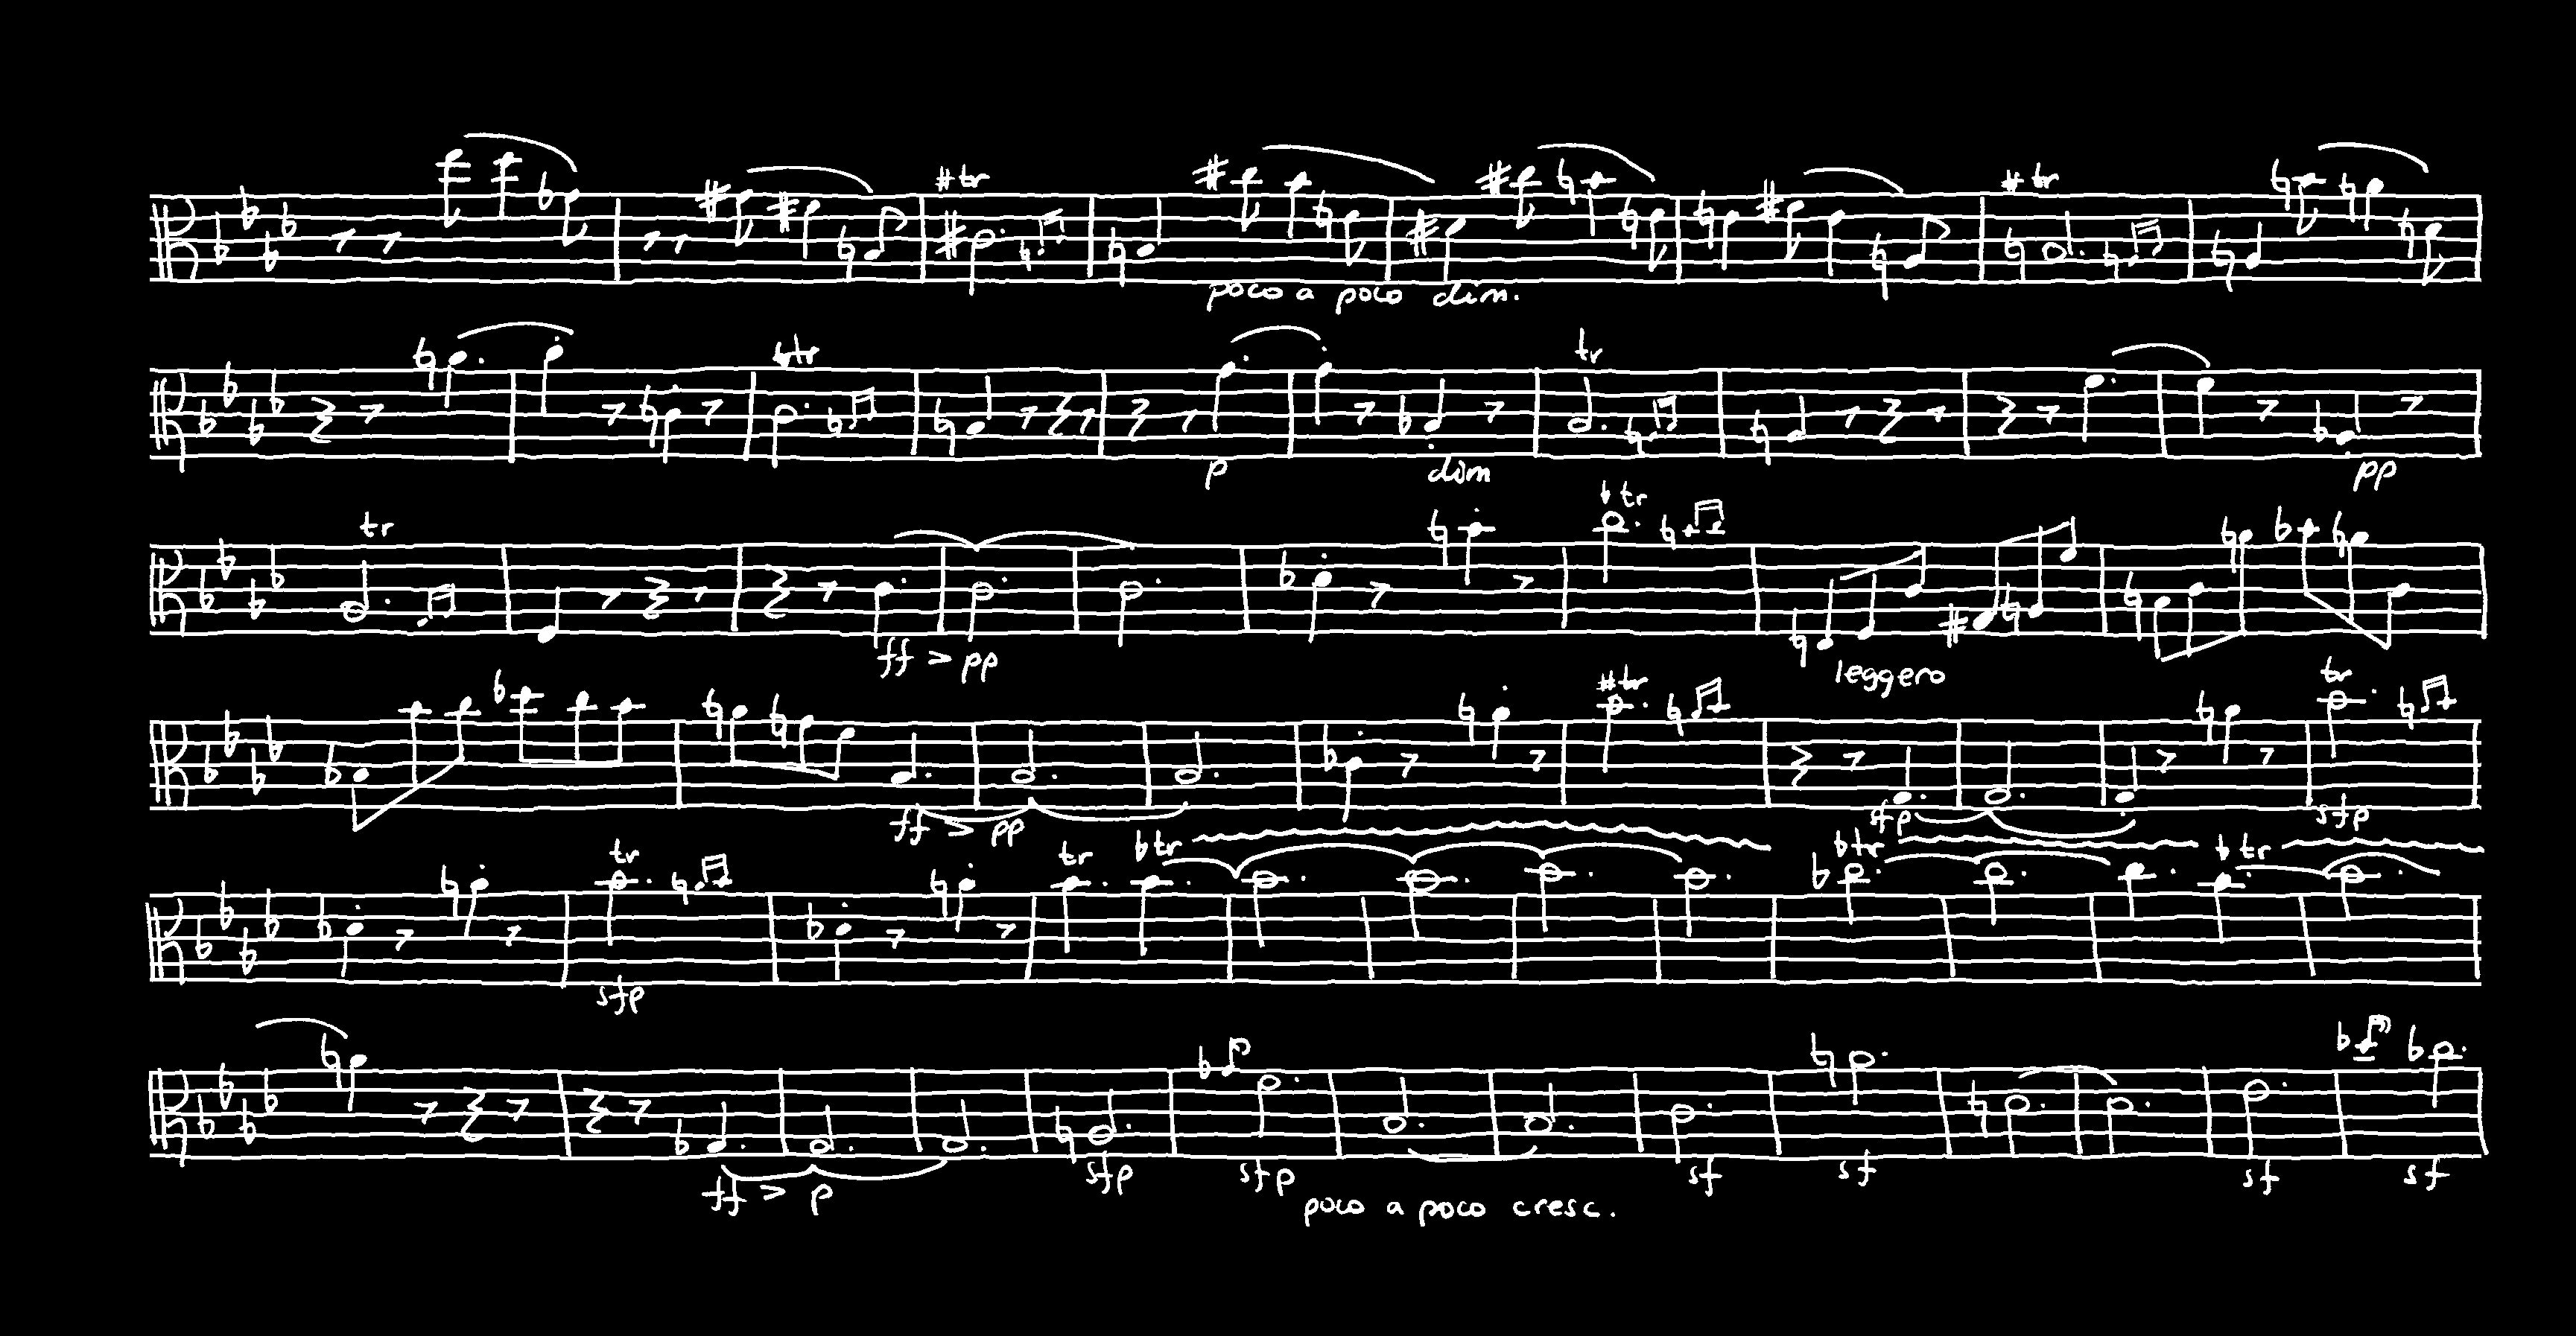 tr tr
poco a poco dim.
tr tr
p dim pp
tr tr
ff > pp leggero
tr tr
ff > pp sfp sfp
tr tr tr tr tr
sfp
ff > p sfp sfp sf sf sf sf
poco a poco cresc.